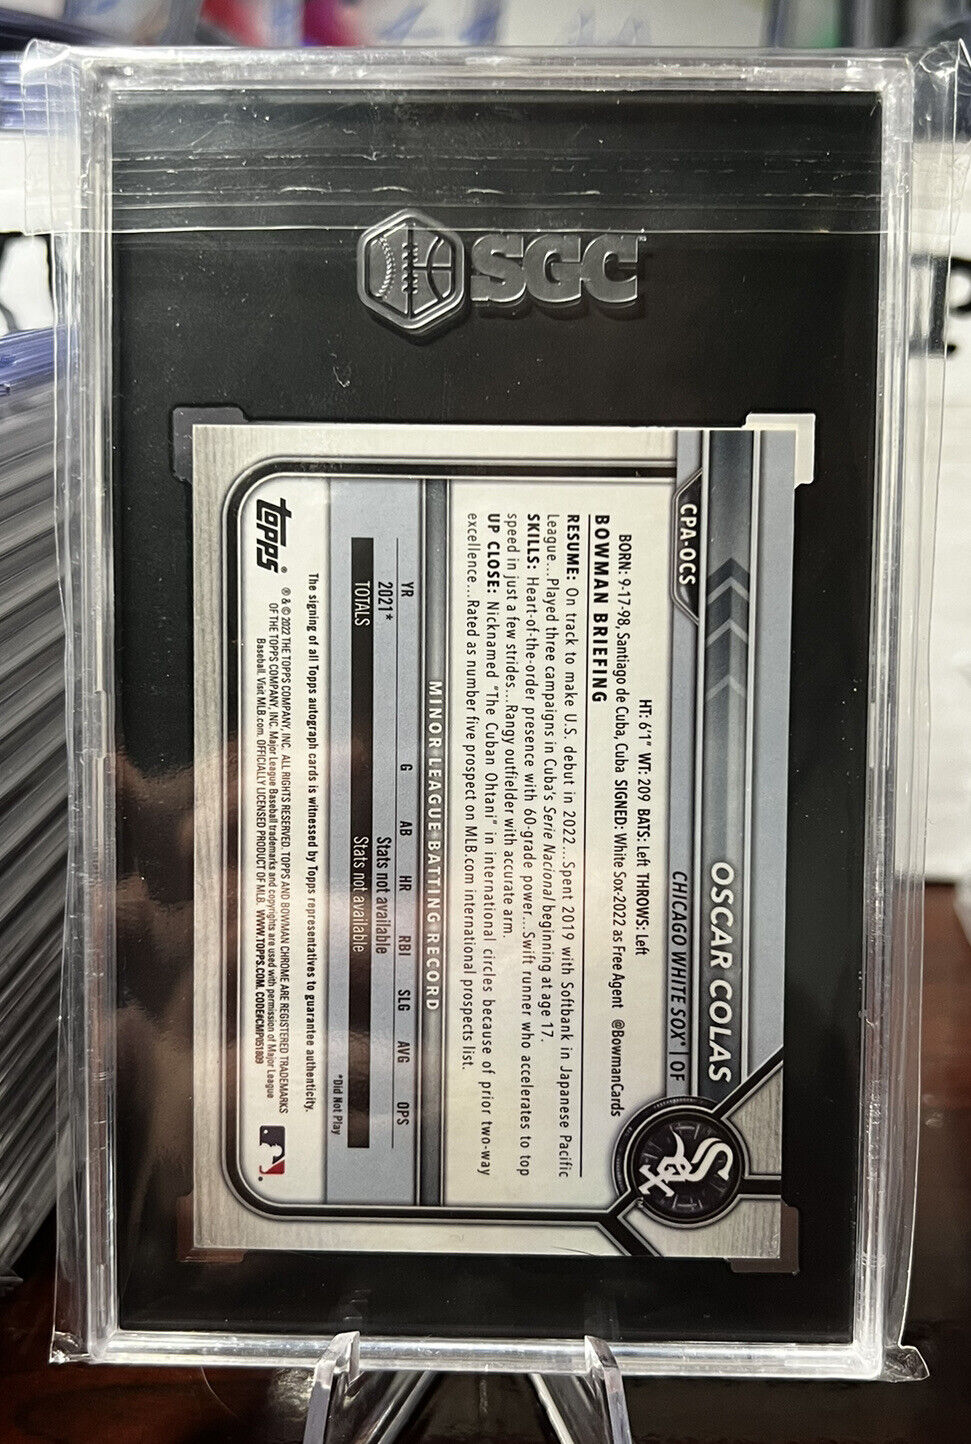 SGC
CPA-OCS
OSCAR COLAS
CHICAGO WHITE SOX® | OF
HT: 6'1" WT: 209 BATS: Left THROWS: Left
BORN: 9-17-98, Santiago de Cuba, Cuba SIGNED: White Sox-2022 as Free Agent @BowmanCards
BOWMAN BRIEFING
RESUME: On track to make U.S. debut in 2022...Spent 2019 with Softbank in Japanese Pacific
League...Played three campaigns in Cuba's Serie Nacional beginning at age 17.
SKILLS: Heart-of-the-order presence with 60-grade power...Swift runner who accelerates to top
speed in just a few strides...Rangy outfielder with accurate arm.
UP CLOSE: Nicknamed "The Cuban Ohtani" in international circles because of prior two-way
excellence...Rated as number five prospect on MLB.com international prospects list.
MINOR LEAGUE BATTING RECORD
YR G AB HR RBI SLG AVG OPS
2021* Stats not available
TOTALS Stats not available
*Did Not Play
The signing of all Topps autograph cards is witnessed by Topps representatives to guarantee authenticity.
topps®
® & © 2022 THE TOPPS COMPANY, INC. ALL RIGHTS RESERVED. TOPPS AND BOWMAN CHROME ARE REGISTERED TRADEMARKS
OF THE TOPPS COMPANY, INC. Major League Baseball trademarks and copyrights are used with permission of Major League
Baseball. Visit MLB.com. OFFICIALLY LICENSED PRODUCT OF MLB. WWW.TOPPS.COM. CODE#CMP051809